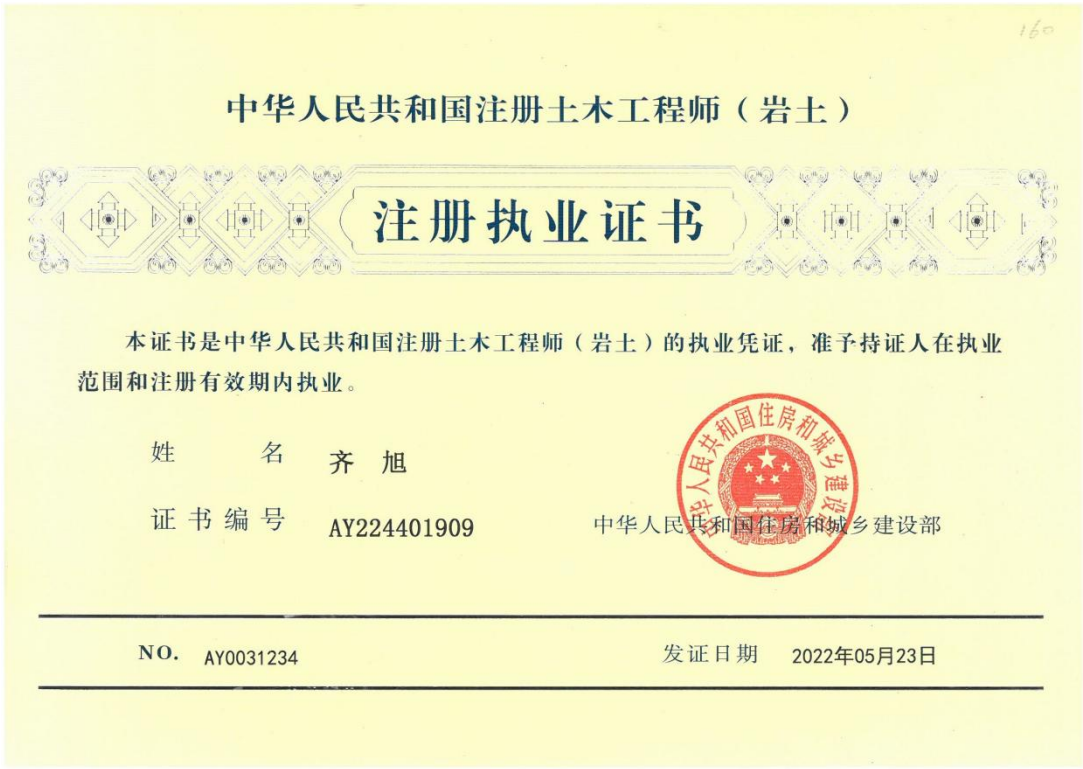 160
中华人民共和国注册土木工程师（岩土）
注册执业证书
本证书是中华人民共和国注册土木工程师（岩土）的执业凭证，准予持证人在执业
范围和注册有效期内执业。
姓名 齐旭
证书编号 AY224401909
中华人民共和国住房和城乡建设部
中华人民共和国住房和城乡建设部
NO. AY0031234
发证日期 2022年05月23日